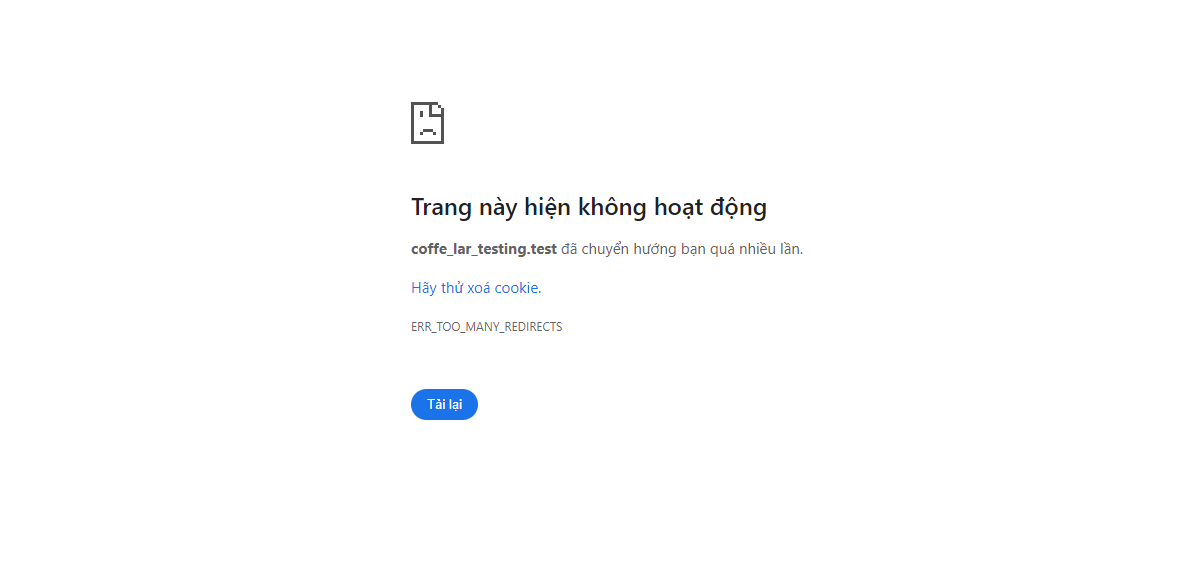 Trang này hiện không hoạt động
coffe_lar_testing.test đã chuyển hướng bạn quá nhiều lần.
Hãy thử xoá cookie.
ERR_TOO_MANY_REDIRECTS
Tải lại